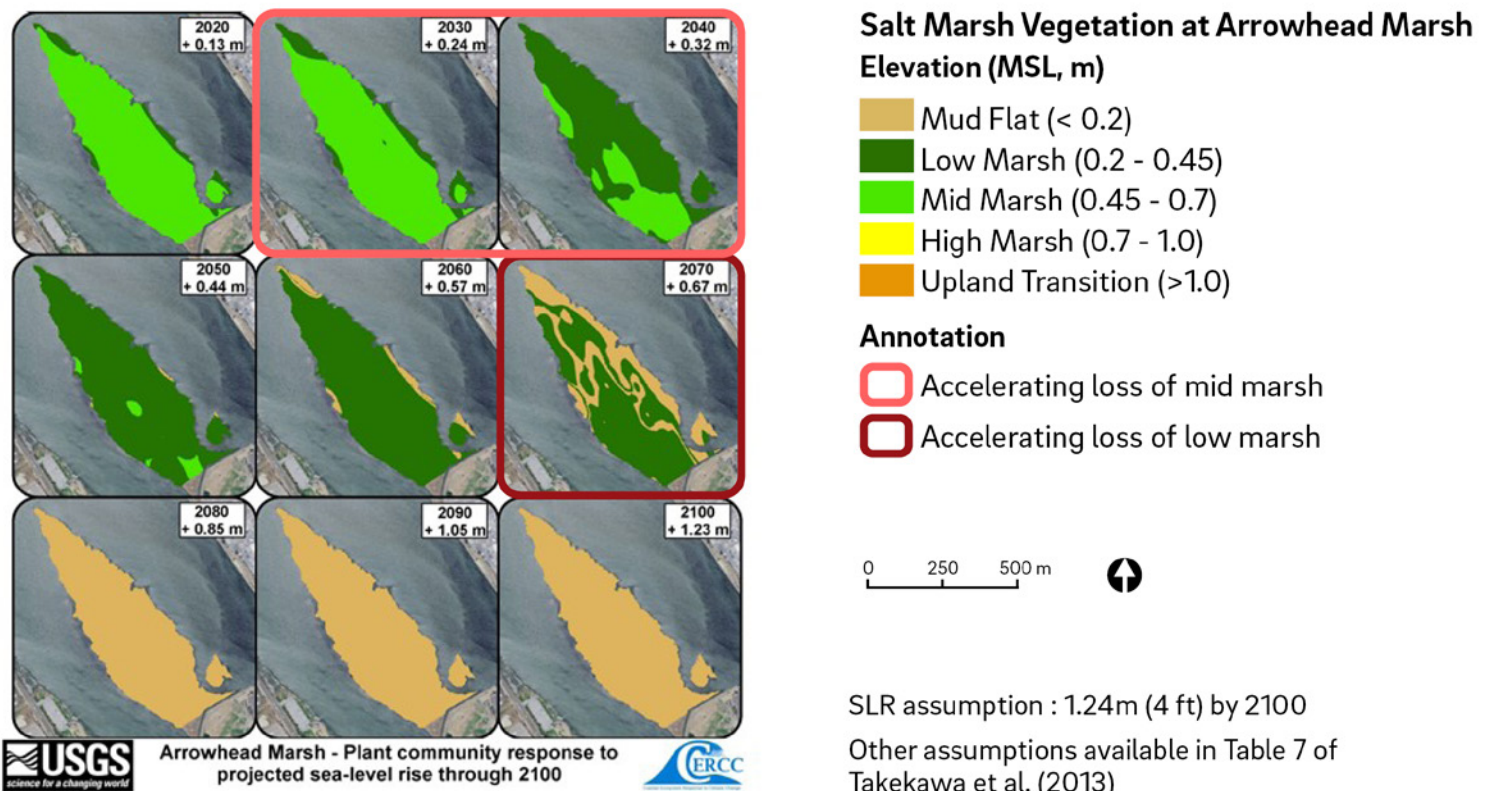 2020
+ 0.13 m
2030
+ 0.24 m
2040
+ 0.32 m
2050
+ 0.44 m
2060
+ 0.57 m
2070
+ 0.67 m
2080
+ 0.85 m
2090
+ 1.05 m
2100
+ 1.23 m
USGS
science for a changing world
Arrowhead Marsh - Plant community response to
projected sea-level rise through 2100
CERCC
Salt Marsh Vegetation at Arrowhead Marsh
Elevation (MSL, m)
Mud Flat (< 0.2)
Low Marsh (0.2 - 0.45)
Mid Marsh (0.45 - 0.7)
High Marsh (0.7 - 1.0)
Upland Transition (>1.0)
Annotation
Accelerating loss of mid marsh
Accelerating loss of low marsh
0 250 500 m
SLR assumption : 1.24m (4 ft) by 2100
Other assumptions available in Table 7 of
Takekawa et al. (2013)